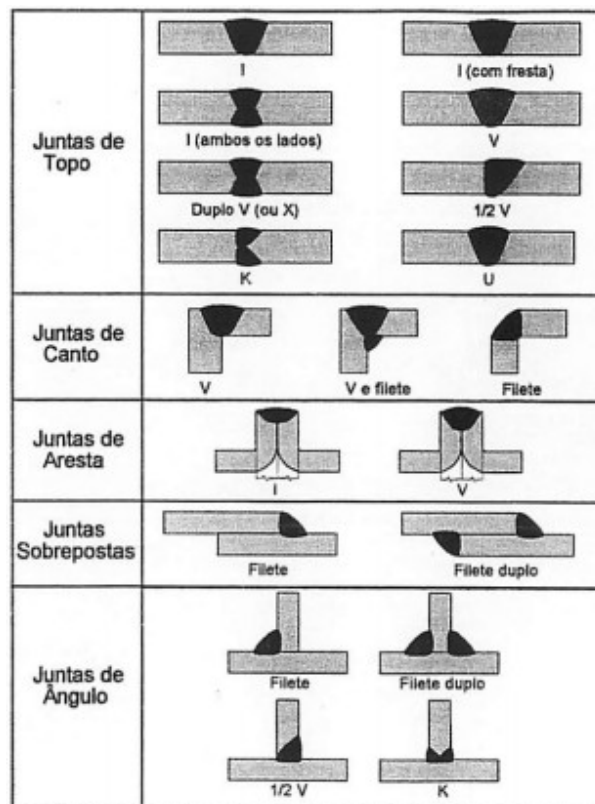 Juntas de
Topo
I
I (com fresta)
I (ambos os lados)
V
Duplo V (ou X)
1/2 V
K
U
Juntas de
Canto
V
V e filete
Filete
Juntas de
Aresta
I
V
Juntas
Sobrepostas
Filete
Filete duplo
Juntas de
Ângulo
Filete
Filete duplo
1/2 V
K